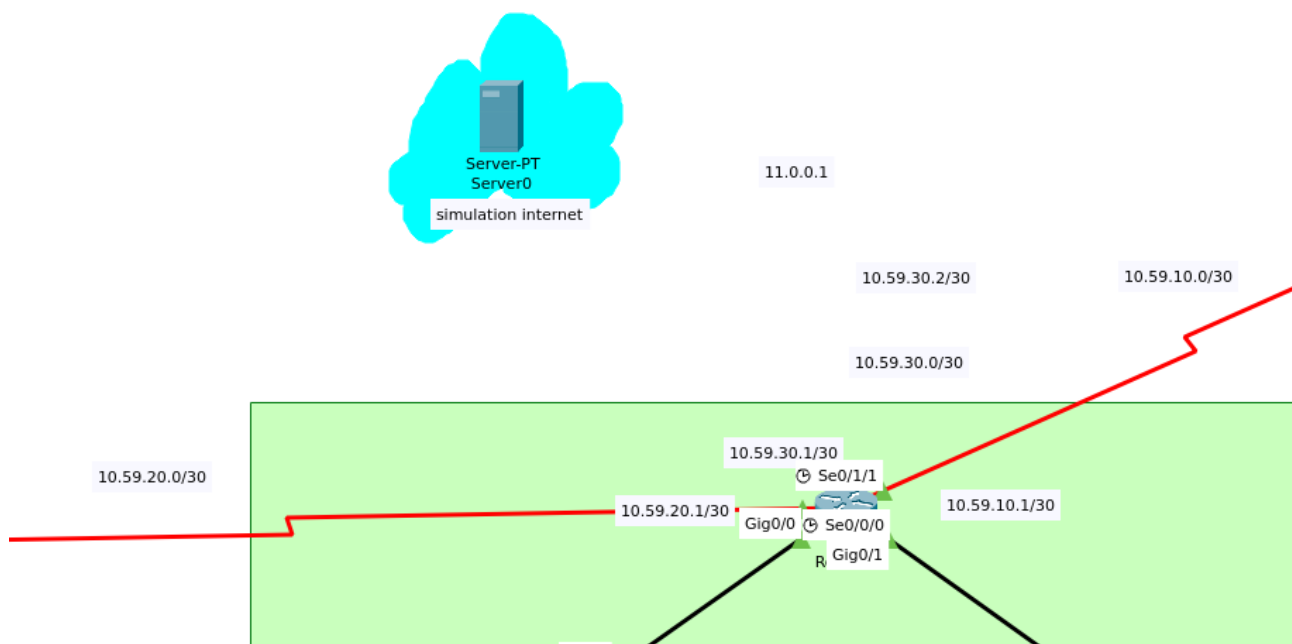 Server-PT
Server0
simulation internet
11.0.0.1
10.59.30.2/30
10.59.10.0/30
10.59.30.0/30
10.59.20.0/30
10.59.30.1/30
Se0/1/1
10.59.20.1/30
10.59.10.1/30
Gig0/0
Se0/0/0
Gig0/1